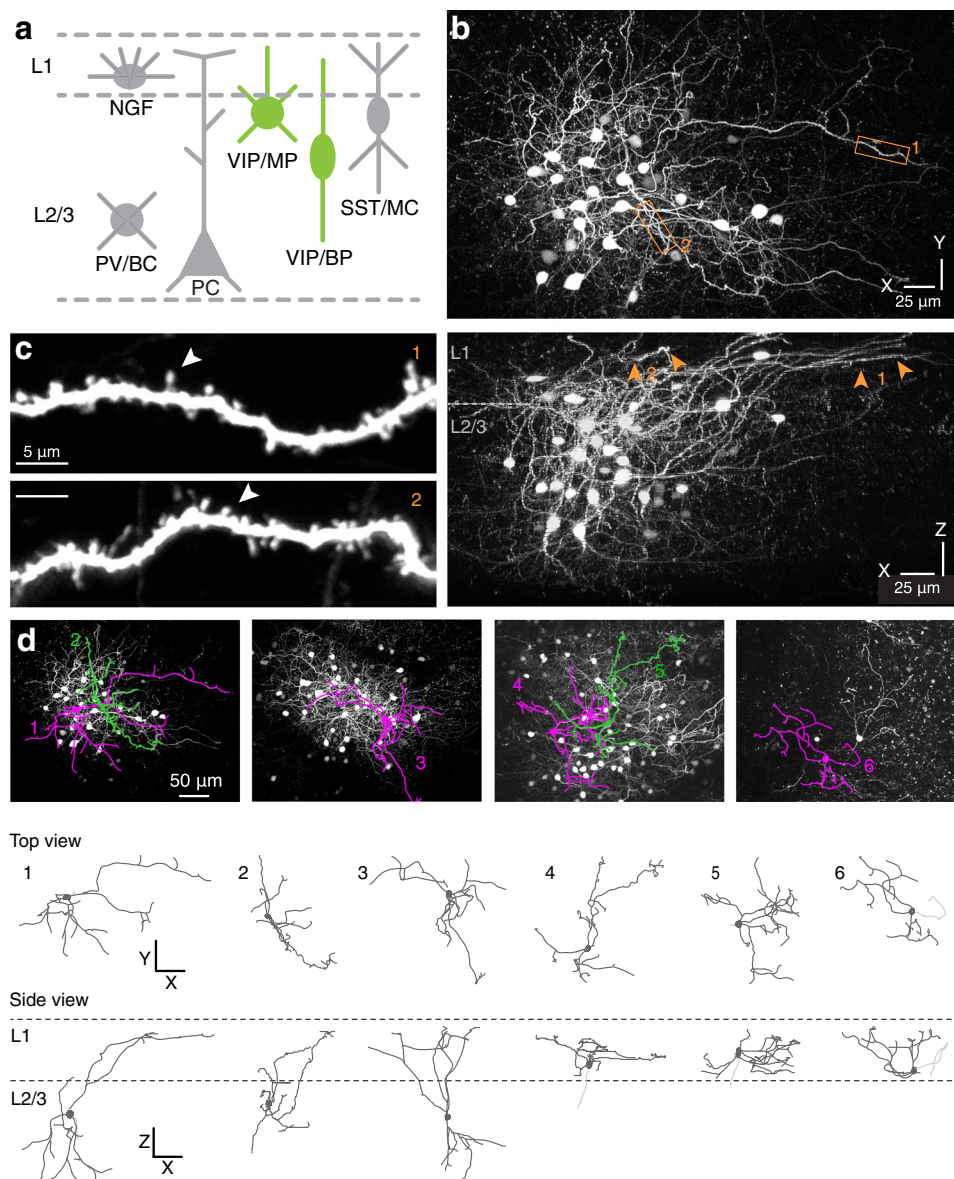 a
L1
NGF
VIP/MP
SST/MC
L2/3
PV/BC
PC
VIP/BP
b
1
2
Y
X
25 µm
c
1
5 µm
2
L1
2
1
L2/3
Z
X
25 µm
d
2
1
50 µm
3
4
5
6
Top view
1
2
3
4
5
6
Y
X
Side view
L1
L2/3
Z
X